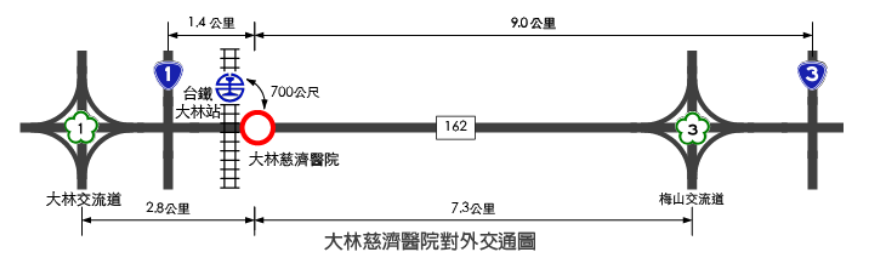 1.4 公里
9.0公里
1
3
台鐵
大林站
700公尺
1
162
3
大林慈濟醫院
大林交流道
梅山交流道
2.8公里
7.3公里
大林慈濟醫院對外交通圖